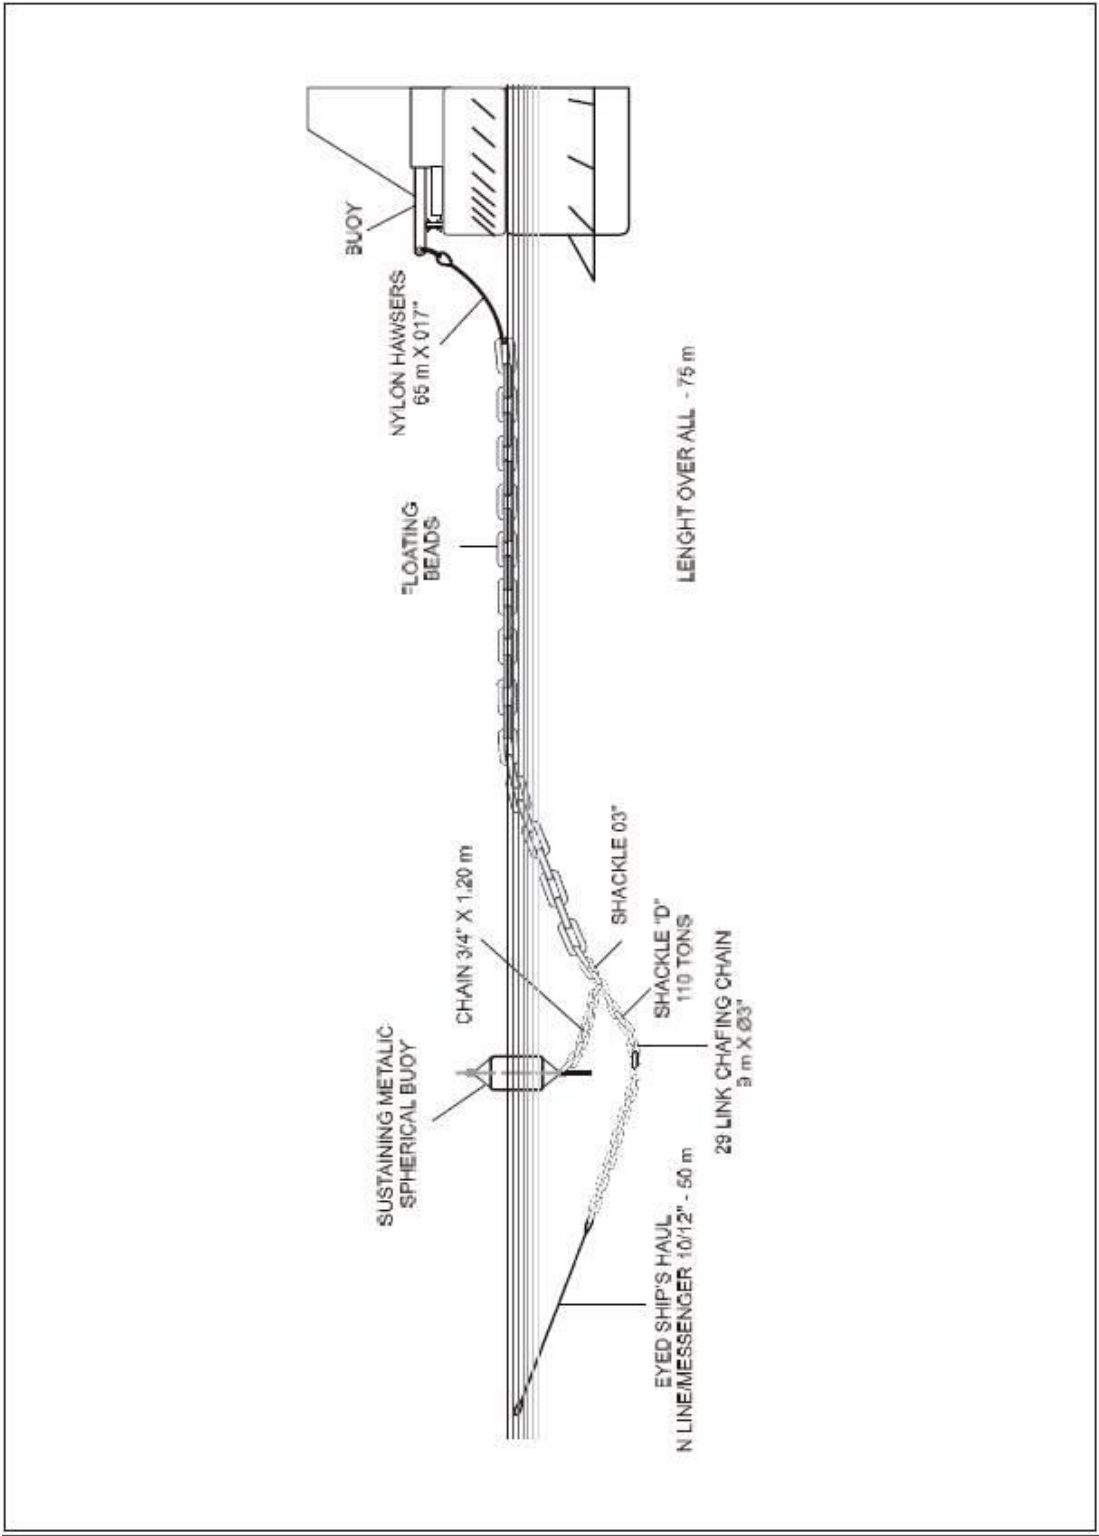 BUOY
NYLON HAWSERS
65 m X 017"
FLOATING
BEADS
LENGHT OVER ALL - 75 m
CHAIN 3/4" X 1.20 m
SHACKLE 03"
SHACKLE "D"
110 TONS
SUSTAINING METALIC
SPHERICAL BUOY
29 LINK CHAFING CHAIN
9 m X Ø3"
EYED SHIP'S HAUL
N LINE/MESSENGER 10/12" - 50 m